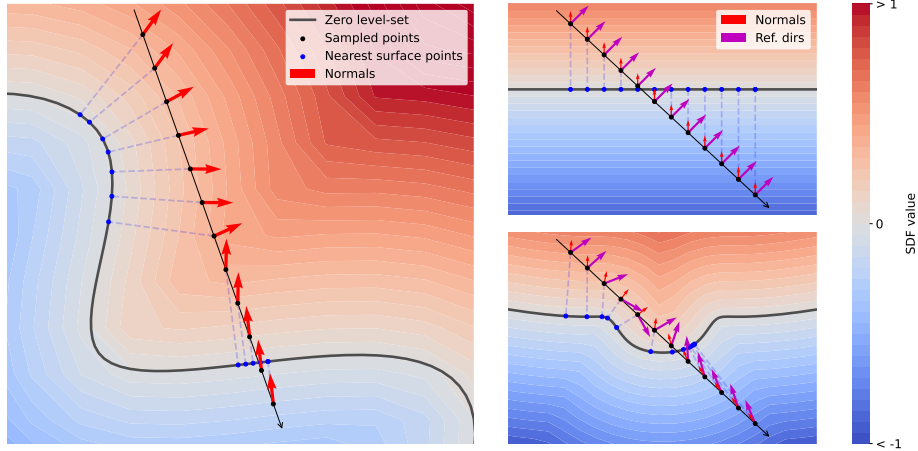 Zero level-set
Sampled points
Nearest surface points
Normals
Normals
Ref. dirs
> 1
0
< -1
SDF value